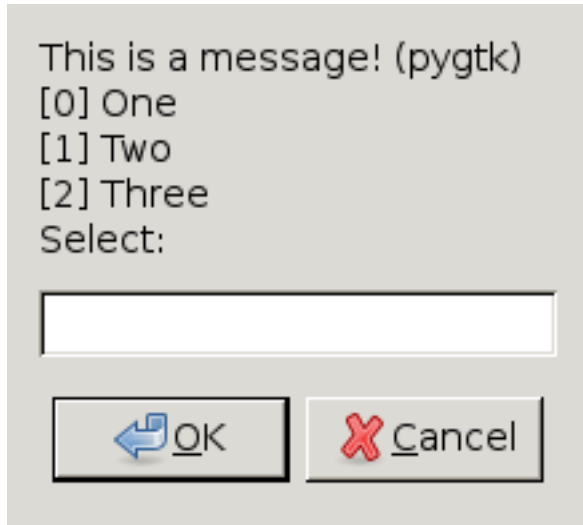 This is a message! (pygtk)
[0] One
[1] Two
[2] Three
Select:
OK Cancel